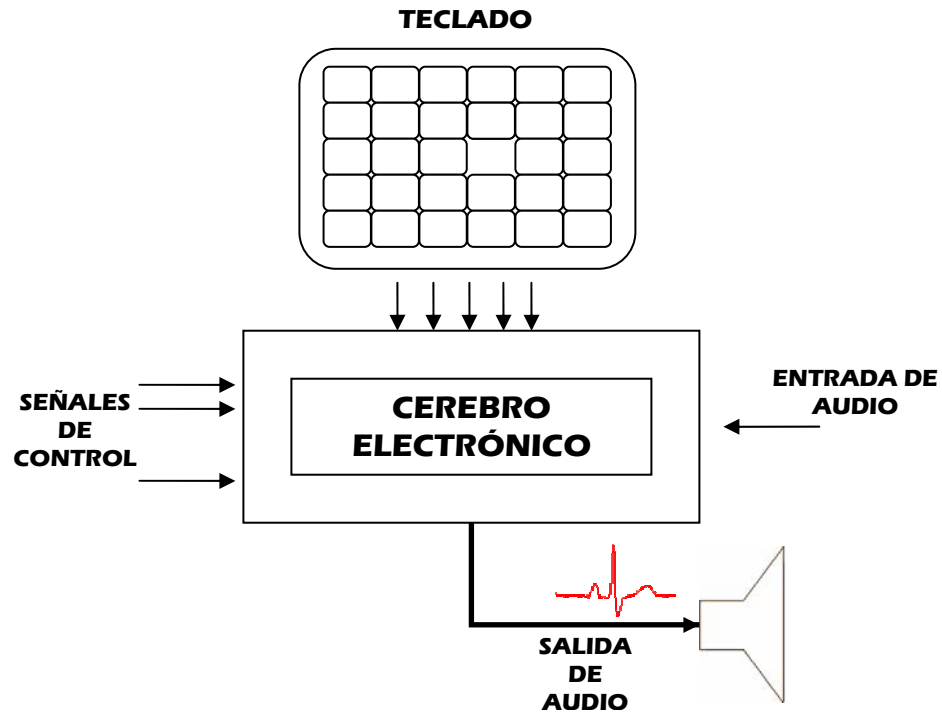 TECLADO
SEÑALES
DE
CONTROL
CEREBRO
ELECTRÓNICO
ENTRADA DE
AUDIO
SALIDA
DE
AUDIO